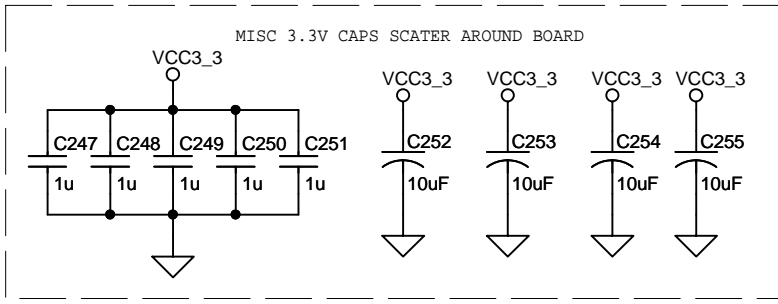 MISC 3.3V CAPS SCATER AROUND BOARD
VCC3_3
VCC3_3 VCC3_3 VCC3_3 VCC3_3
C247 C248 C249 C250 C251 C252 C253 C254 C255
1u 1u 1u 1u 1u 10uF 10uF 10uF 10uF